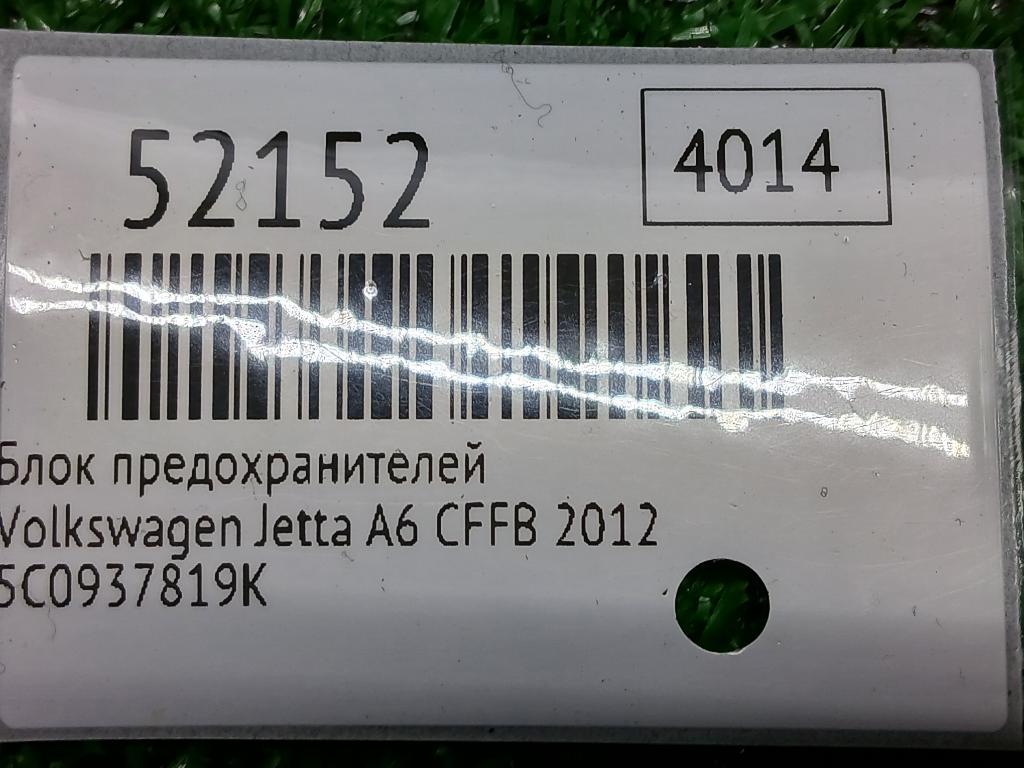 52152
4014
Блок предохранителей
Volkswagen Jetta A6 CFFB 2012
5C0937819K